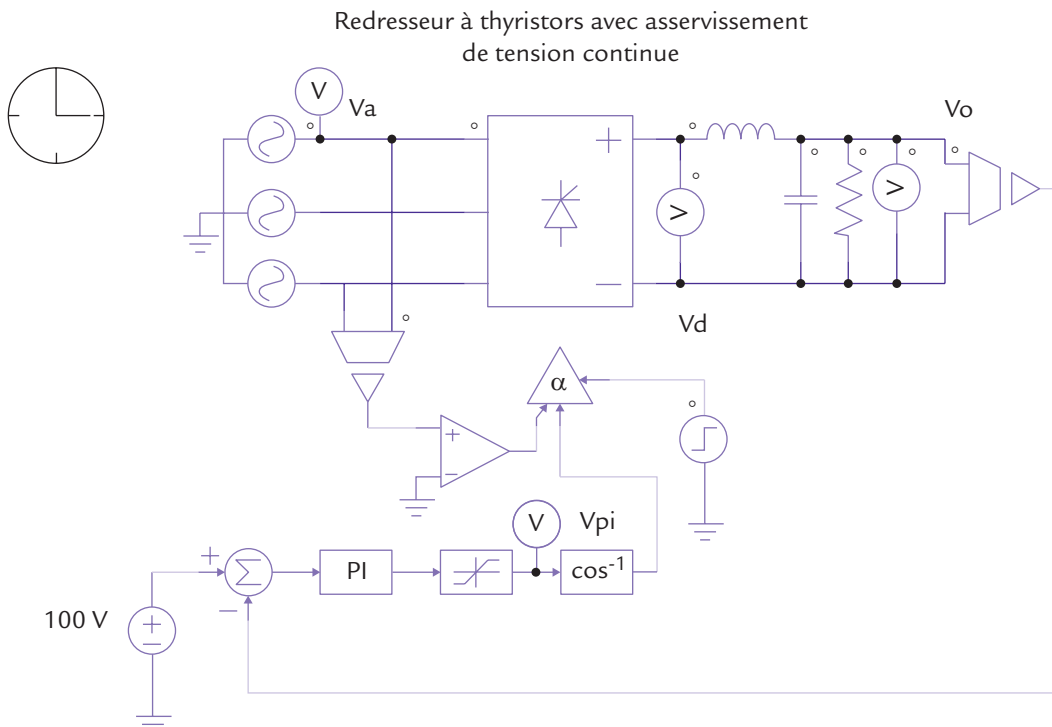 Redresseur à thyristors avec asservissement
de tension continue
V
Va
Vo
V
V
Vd
α
V
Vpi
PI
cos⁻¹
100 V